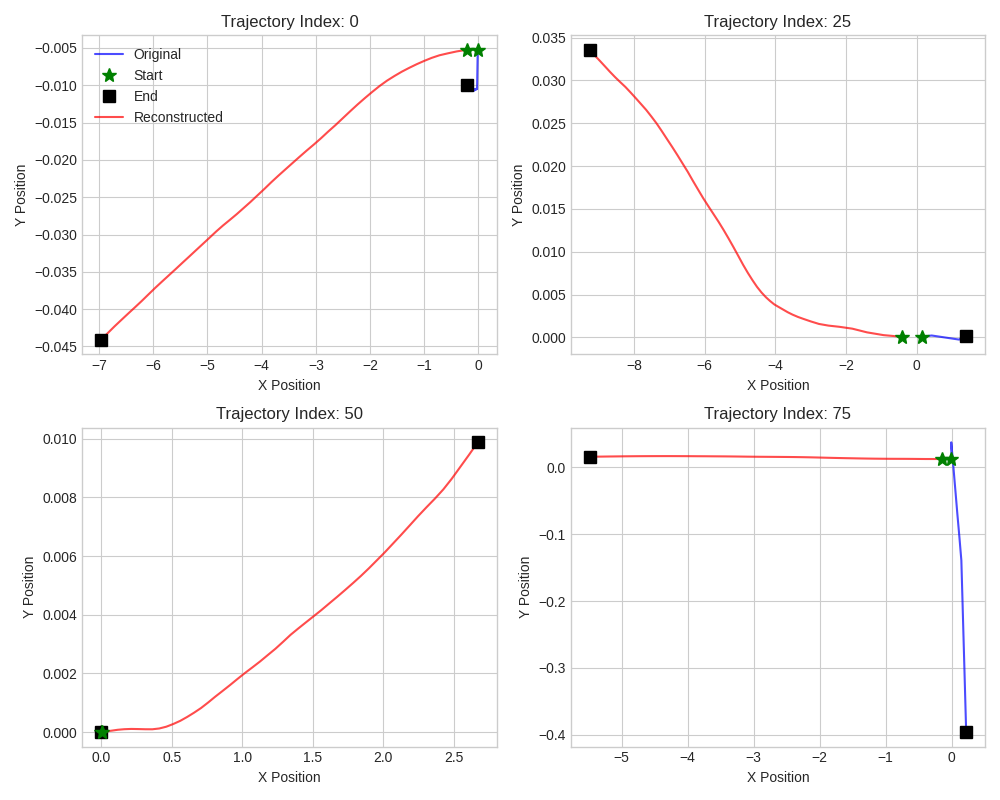 Trajectory Index: 0
Original
Start
End
Reconstructed
−0.005
−0.010
−0.015
−0.020
−0.025
−0.030
−0.035
−0.040
−0.045
Y Position
−7 −6 −5 −4 −3 −2 −1 0
X Position
Trajectory Index: 25
0.035
0.030
0.025
0.020
0.015
0.010
0.005
0.000
Y Position
−8 −6 −4 −2 0
X Position
Trajectory Index: 50
0.010
0.008
0.006
0.004
0.002
0.000
Y Position
0.0 0.5 1.0 1.5 2.0 2.5
X Position
Trajectory Index: 75
0.0
−0.1
−0.2
−0.3
−0.4
Y Position
−5 −4 −3 −2 −1 0
X Position